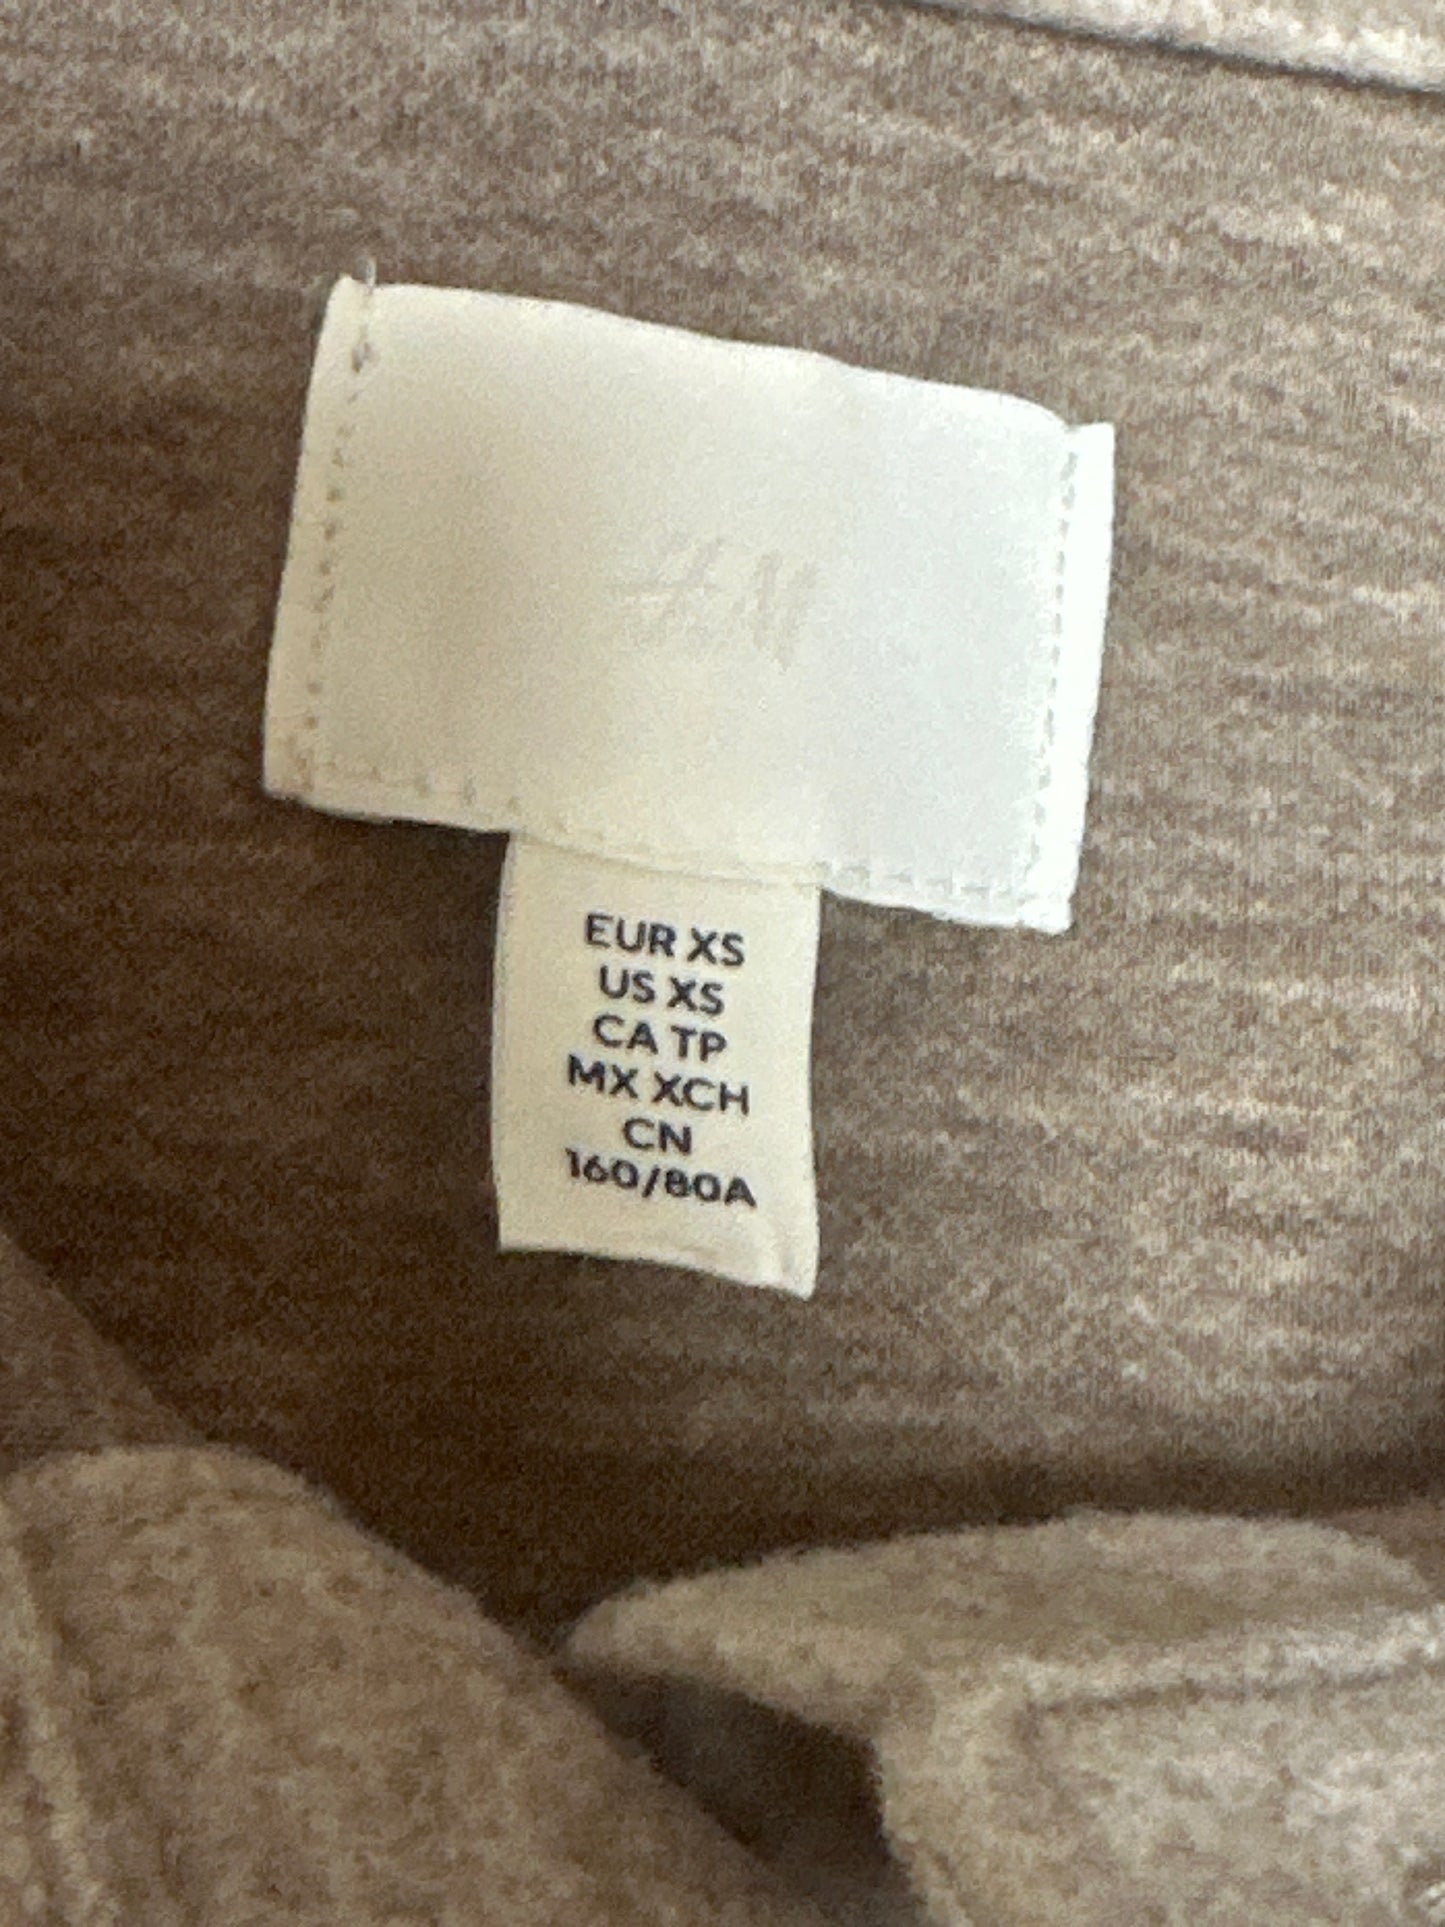 H&M
EUR XS
US XS
CA TP
MX XCH
CN
160/80A